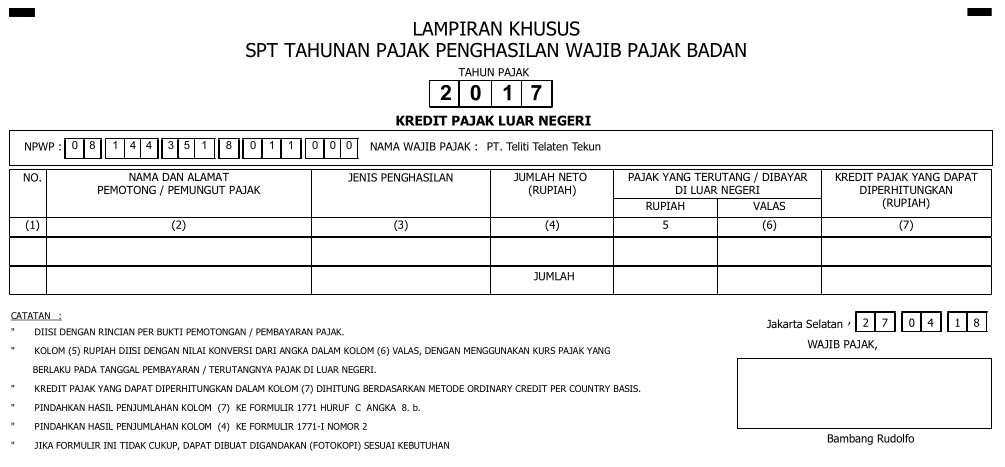 LAMPIRAN KHUSUS
SPT TAHUNAN PAJAK PENGHASILAN WAJIB PAJAK BADAN
TAHUN PAJAK
2 0 1 7
KREDIT PAJAK LUAR NEGERI
NPWP : 0 8 1 4 4 3 5 1 8 0 1 1 0 0 0 NAMA WAJIB PAJAK : PT. Teliti Telaten Tekun
NO. NAMA DAN ALAMAT JENIS PENGHASILAN JUMLAH NETO PAJAK YANG TERUTANG / DIBAYAR KREDIT PAJAK YANG DAPAT
PEMOTONG / PEMUNGUT PAJAK (RUPIAH) DI LUAR NEGERI DIPERHITUNGKAN
RUPIAH VALAS (RUPIAH)
(1) (2) (3) (4) 5 (6) (7)
JUMLAH
CATATAN :
" DIISI DENGAN RINCIAN PER BUKTI PEMOTONGAN / PEMBAYARAN PAJAK.
" KOLOM (5) RUPIAH DIISI DENGAN NILAI KONVERSI DARI ANGKA DALAM KOLOM (6) VALAS, DENGAN MENGGUNAKAN KURS PAJAK YANG
BERLAKU PADA TANGGAL PEMBAYARAN / TERUTANGNYA PAJAK DI LUAR NEGERI.
" KREDIT PAJAK YANG DAPAT DIPERHITUNGKAN DALAM KOLOM (7) DIHITUNG BERDASARKAN METODE ORDINARY CREDIT PER COUNTRY BASIS.
" PINDAHKAN HASIL PENJUMLAHAN KOLOM (7) KE FORMULIR 1771 HURUF C ANGKA 8. b.
" PINDAHKAN HASIL PENJUMLAHAN KOLOM (4) KE FORMULIR 1771-I NOMOR 2
" JIKA FORMULIR INI TIDAK CUKUP, DAPAT DIBUAT DIGANDAKAN (FOTOKOPI) SESUAI KEBUTUHAN
Jakarta Selatan , 2 7 0 4 1 8
WAJIB PAJAK,
Bambang Rudolfo